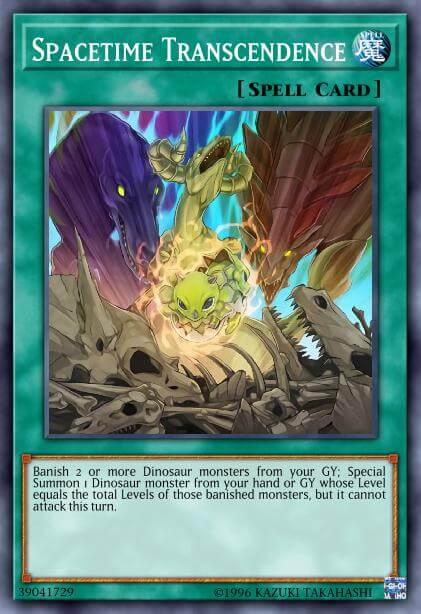 SPACETIME TRANSCENDENCE
SPELL
魔
[SPELL CARD]
Banish 2 or more Dinosaur monsters from your GY; Special
Summon 1 Dinosaur monster from your hand or GY whose Level
equals the total Levels of those banished monsters, but it cannot
attack this turn.
39041729
©1996 KAZUKI TAKAHASHI